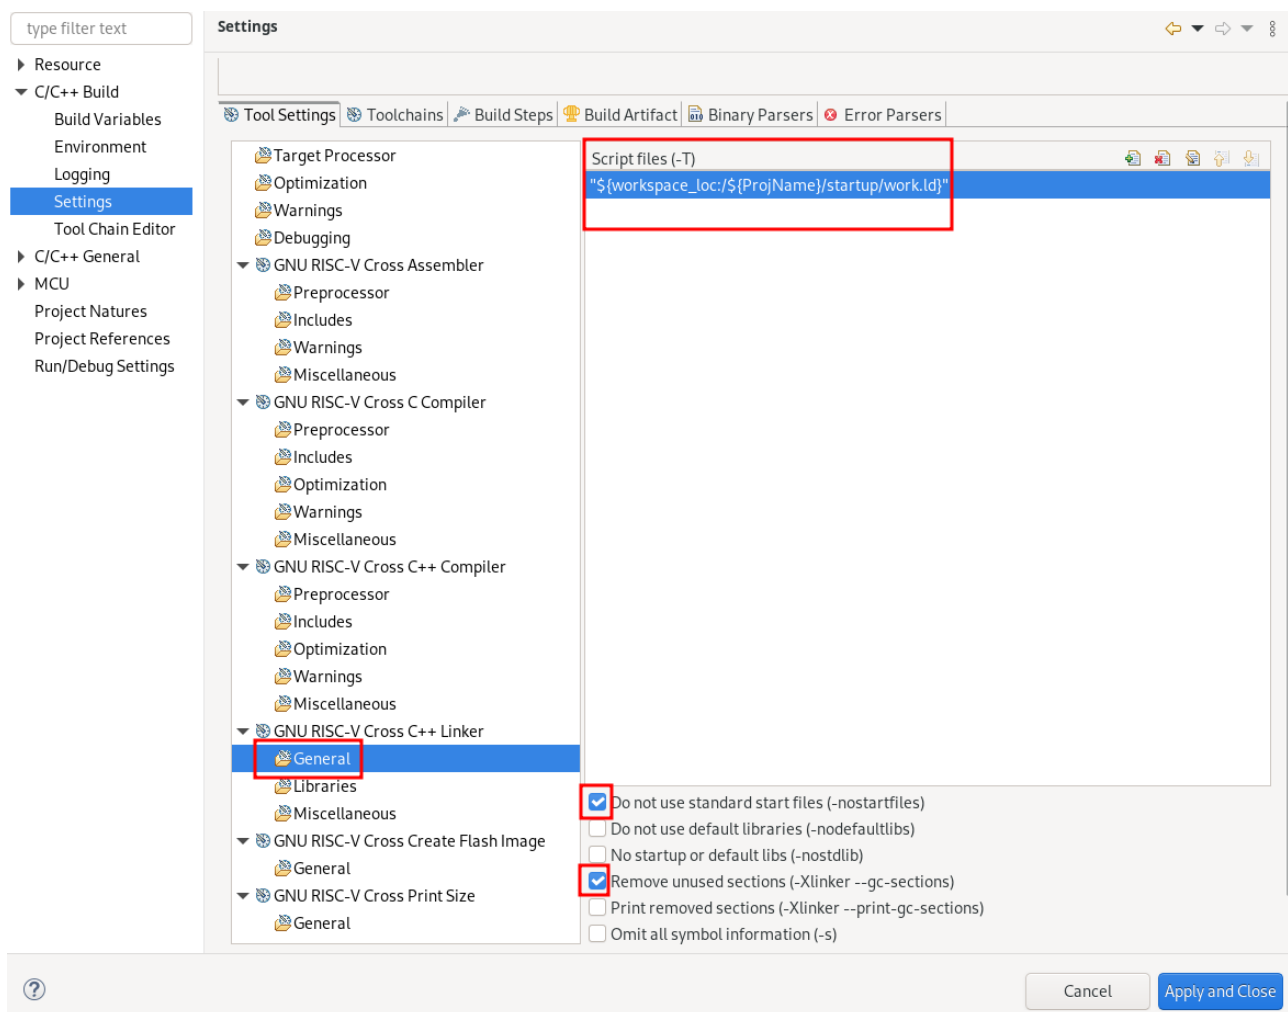 type filter text
Resource
C/C++ Build
Build Variables
Environment
Logging
Settings
Tool Chain Editor
C/C++ General
MCU
Project Natures
Project References
Run/Debug Settings
Settings
Tool Settings
Toolchains
Build Steps
Build Artifact
Binary Parsers
Error Parsers
Target Processor
Optimization
Warnings
Debugging
GNU RISC-V Cross Assembler
Preprocessor
Includes
Warnings
Miscellaneous
GNU RISC-V Cross C Compiler
Preprocessor
Includes
Optimization
Warnings
Miscellaneous
GNU RISC-V Cross C++ Compiler
Preprocessor
Includes
Optimization
Warnings
Miscellaneous
GNU RISC-V Cross C++ Linker
General
Libraries
Miscellaneous
GNU RISC-V Cross Create Flash Image
General
GNU RISC-V Cross Print Size
General
Script files (-T)
"${workspace_loc:/${ProjName}/startup/work.ld}"
Do not use standard start files (-nostartfiles)
Do not use default libraries (-nodefaultlibs)
No startup or default libs (-nostdlib)
Remove unused sections (-Xlinker --gc-sections)
Print removed sections (-Xlinker --print-gc-sections)
Omit all symbol information (-s)
Cancel
Apply and Close